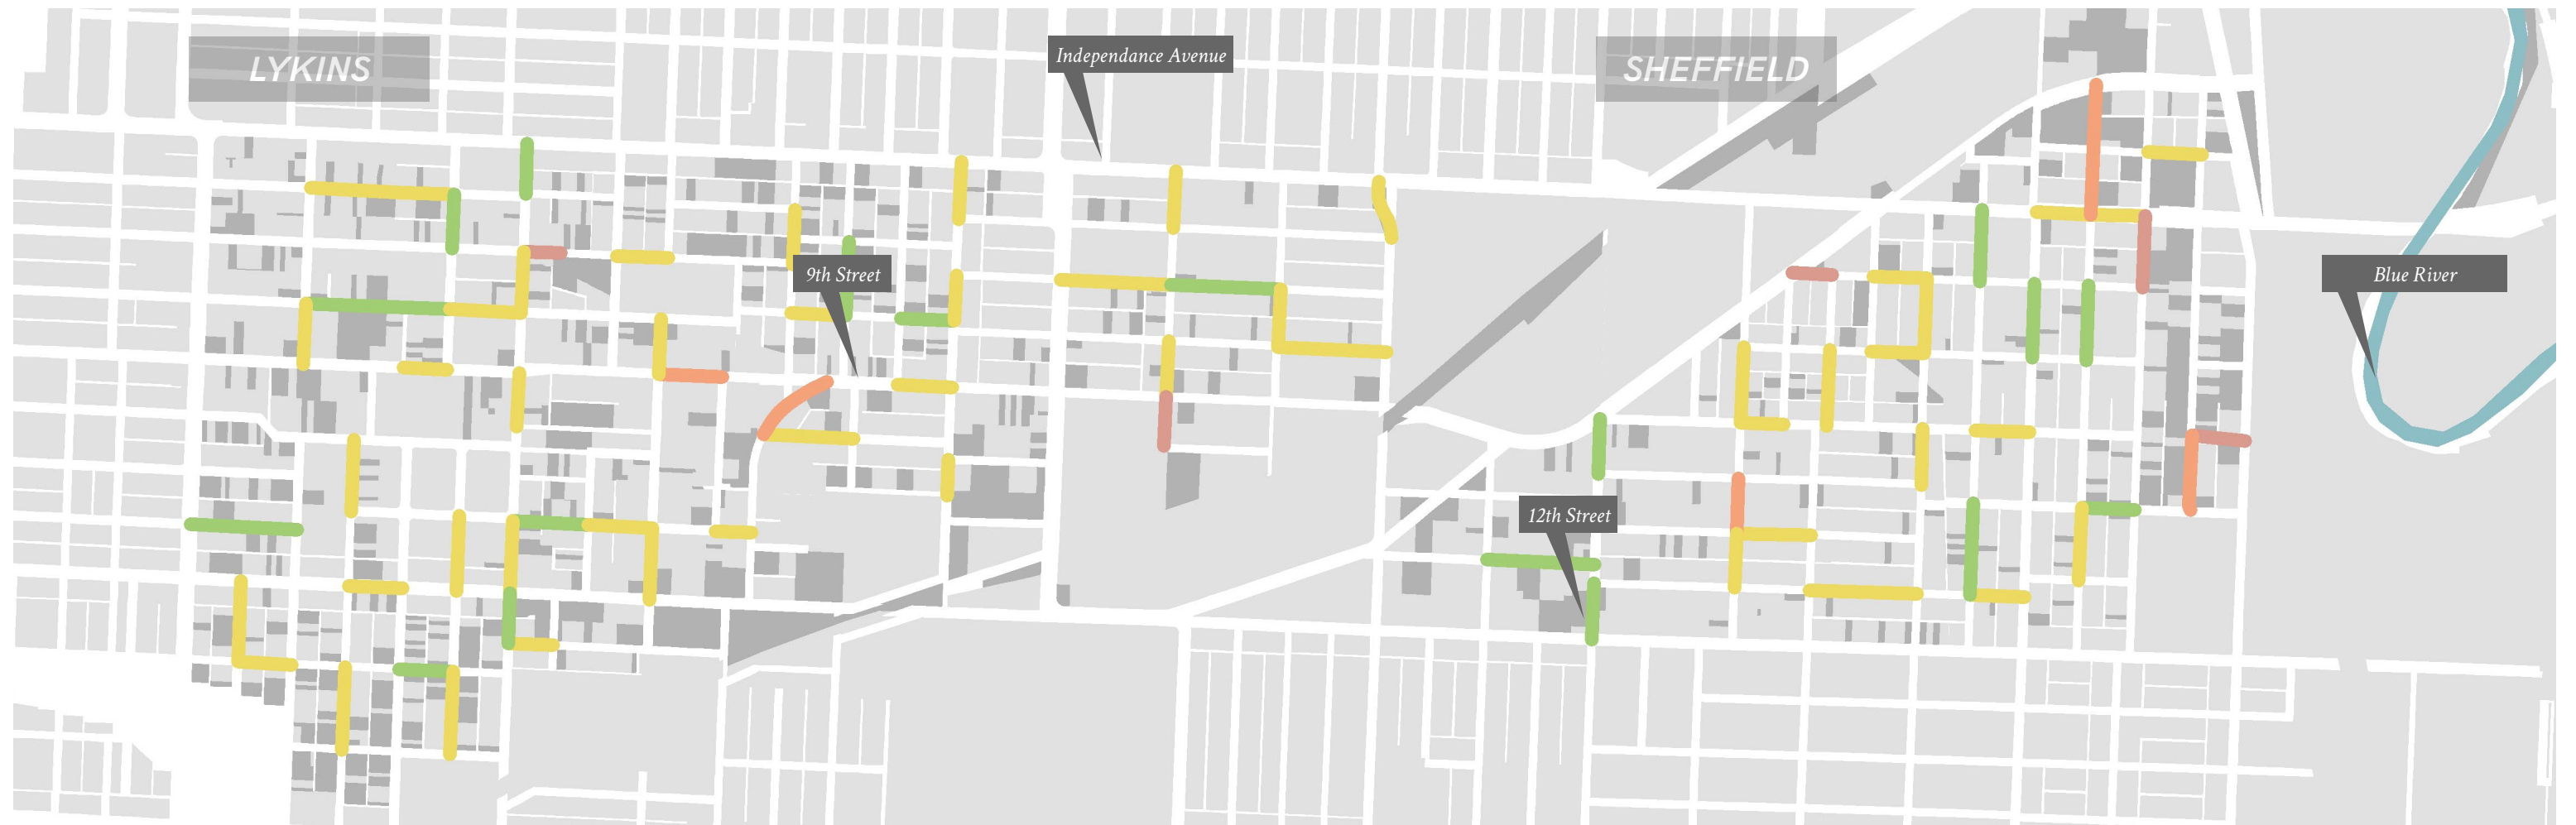 LYKINS
Independance Avenue
SHEFFIELD
9th Street
Blue River
12th Street